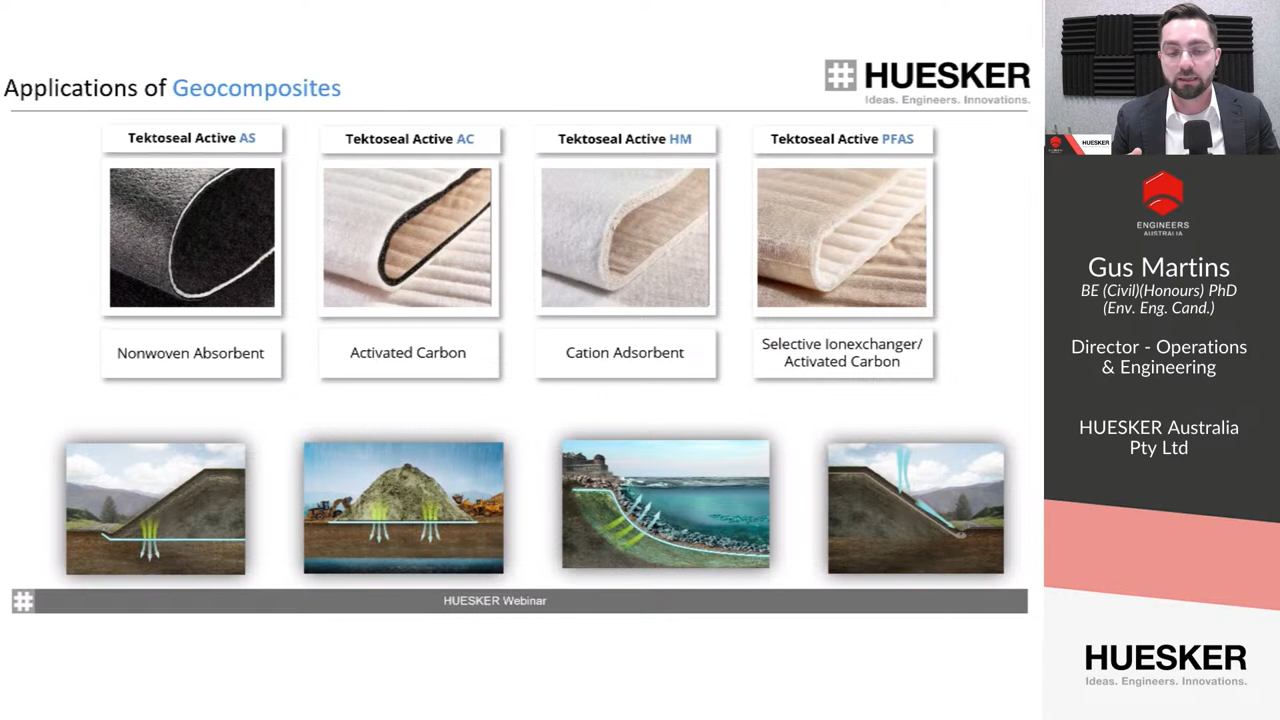 Applications of Geocomposites
HUESKER
Ideas. Engineers. Innovations.
Tektoseal Active AS
Tektoseal Active AC
Tektoseal Active HM
Tektoseal Active PFAS
Nonwoven Absorbent
Activated Carbon
Cation Adsorbent
Selective Ionexchanger/
Activated Carbon
HUESKER Webinar
HUESKER
ENGINEERS
AUSTRALIA
Gus Martins
BE (Civil)(Honours) PhD
(Env. Eng. Cand.)
Director - Operations
& Engineering
HUESKER Australia
Pty Ltd
HUESKER
Ideas. Engineers. Innovations.